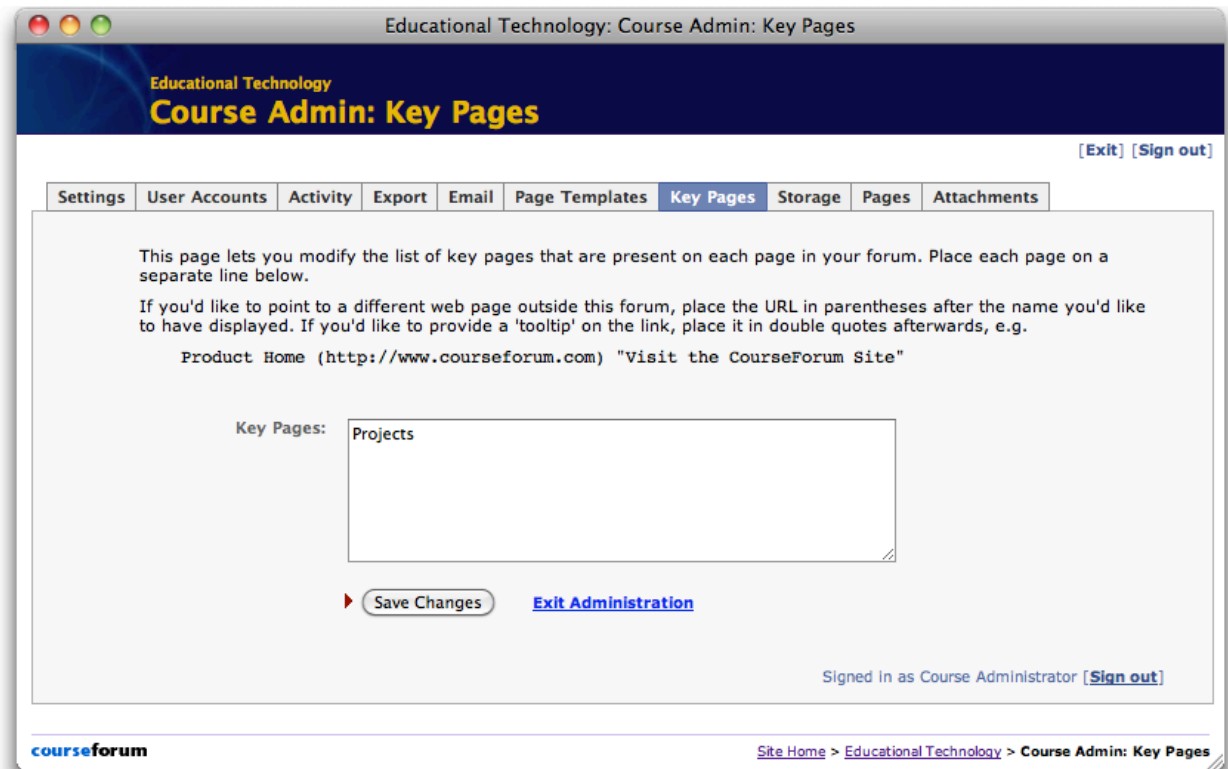 Educational Technology: Course Admin: Key Pages
Educational Technology
Course Admin: Key Pages
[Exit] [Sign out]
Settings User Accounts Activity Export Email Page Templates Key Pages Storage Pages Attachments
This page lets you modify the list of key pages that are present on each page in your forum. Place each page on a
separate line below.
If you'd like to point to a different web page outside this forum, place the URL in parentheses after the name you'd like
to have displayed. If you'd like to provide a 'tooltip' on the link, place it in double quotes afterwards, e.g.
Product Home (http://www.courseforum.com) "Visit the CourseForum Site"
Key Pages: Projects
Save Changes Exit Administration
Signed in as Course Administrator [Sign out]
courseforum Site Home > Educational Technology > Course Admin: Key Pages